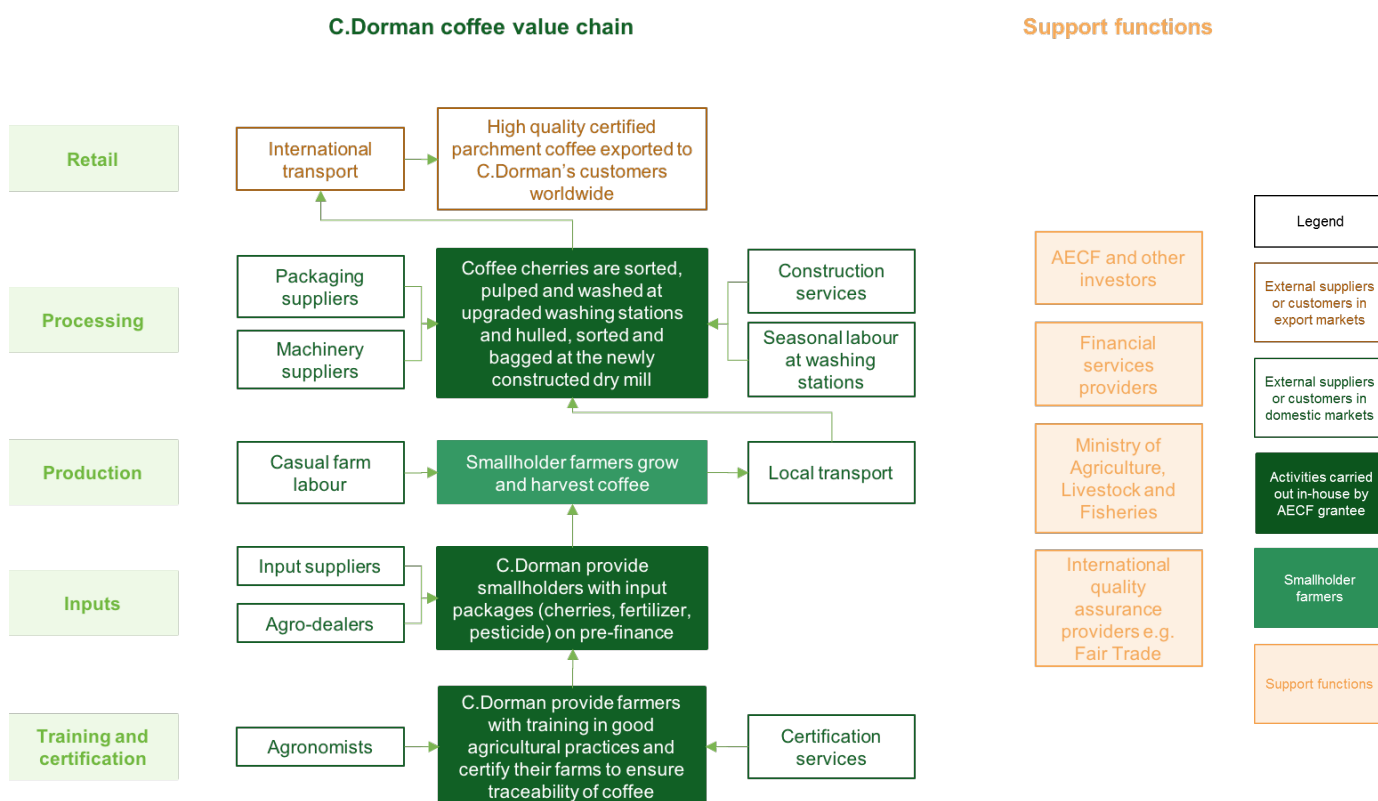 C.Dorman coffee value chain
Support functions
Retail
International
transport
High quality certified
parchment coffee exported to
C.Dorman's customers
worldwide
Processing
Packaging
suppliers
Machinery
suppliers
Coffee cherries are sorted,
pulped and washed at
upgraded washing stations
and hulled, sorted and
bagged at the newly
constructed dry mill
Construction
services
Seasonal labour
at washing
stations
Production
Casual farm
labour
Smallholder farmers grow
and harvest coffee
Local transport
Inputs
Input suppliers
Agro-dealers
C.Dorman provide
smallholders with input
packages (cherries, fertilizer,
pesticide) on pre-finance
Training and
certification
Agronomists
C.Dorman provide farmers
with training in good
agricultural practices and
certify their farms to ensure
traceability of coffee
Certification
services
AECF and other
investors
Financial
services
providers
Ministry of
Agriculture,
Livestock and
Fisheries
International
quality
assurance
providers e.g.
Fair Trade
Legend
External suppliers
or customers in
export markets
External suppliers
or customers in
domestic markets
Activities carried
out in-house by
AECF grantee
Smallholder
farmers
Support functions